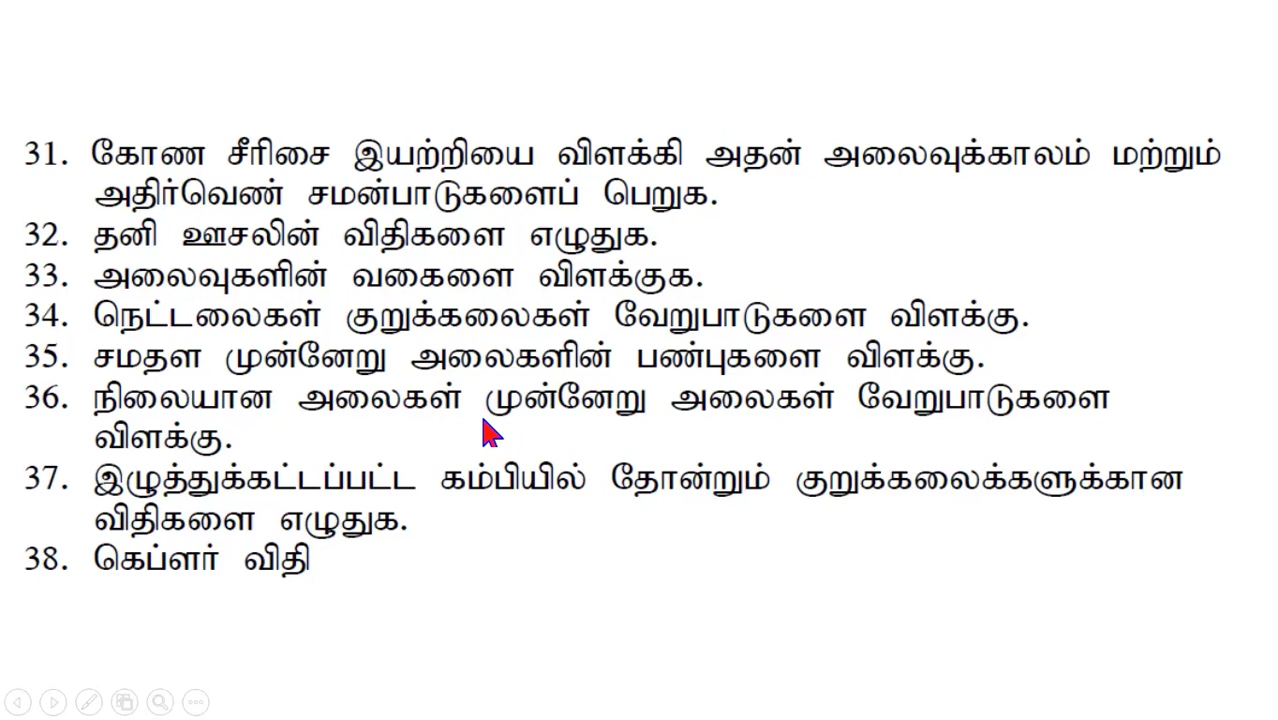 31. கோண சீரிசை இயற்றியை விளக்கி அதன் அலைவுக்காலம் மற்றும்
அதிர்வெண் சமன்பாடுகளைப் பெறுக.
32. தனி ஊசலின் விதிகளை எழுதுக.
33. அலைவுகளின் வகைளை விளக்குக.
34. நெட்டலைகள் குறுக்கலைகள் வேறுபாடுகளை விளக்கு.
35. சமதள முன்னேறு அலைகளின் பண்புகளை விளக்கு.
36. நிலையான அலைகள் முன்னேறு அலைகள் வேறுபாடுகளை
விளக்கு.
37. இழுத்துக்கட்டப்பட்ட கம்பியில் தோன்றும் குறுக்கலைக்களுக்கான
விதிகளை எழுதுக.
38. கெப்ளர் விதி